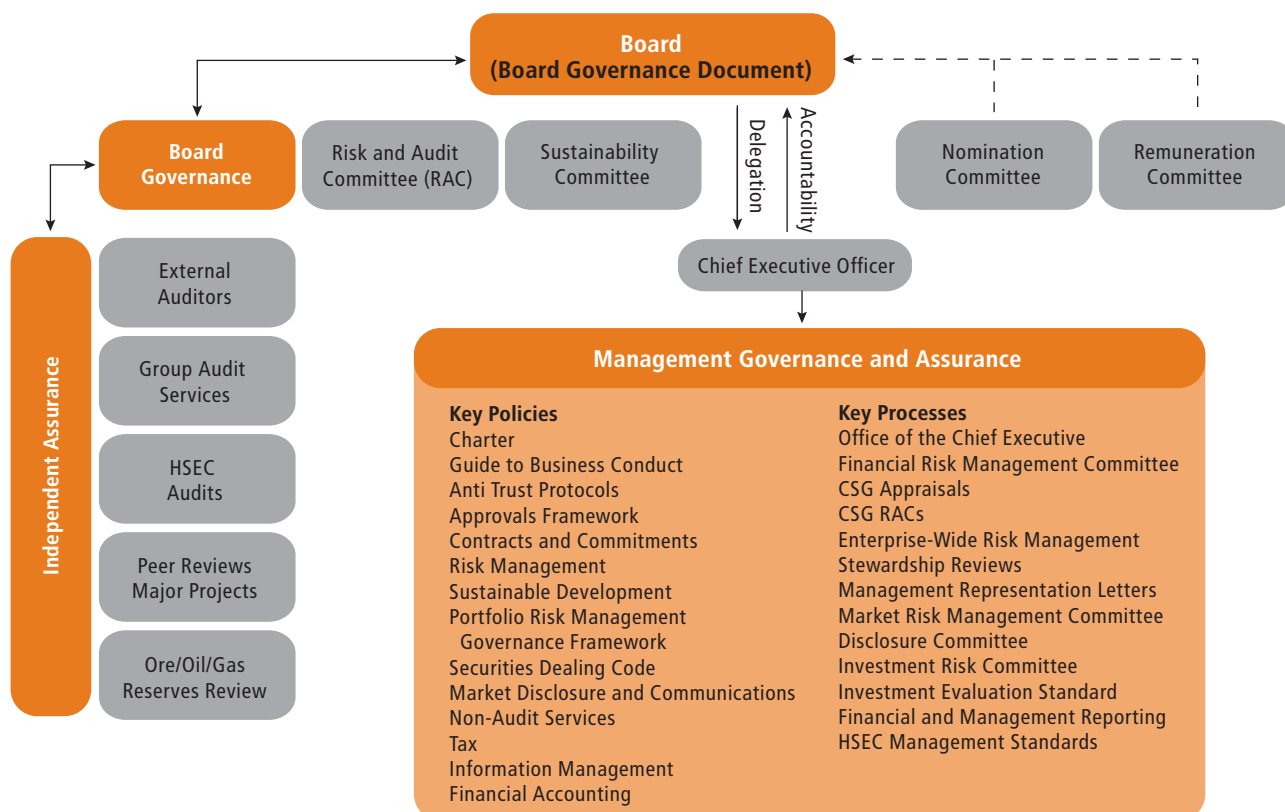 Board
(Board Governance Document)
Delegation
Accountability
Board
Governance
Risk and Audit
Committee (RAC)
Sustainability
Committee
Nomination
Committee
Remuneration
Committee
Chief Executive Officer
Independent Assurance
External
Auditors
Group Audit
Services
HSEC
Audits
Peer Reviews
Major Projects
Ore/Oil/Gas
Reserves Review
Management Governance and Assurance
Key Policies
Charter
Guide to Business Conduct
Anti Trust Protocols
Approvals Framework
Contracts and Commitments
Risk Management
Sustainable Development
Portfolio Risk Management
Governance Framework
Securities Dealing Code
Market Disclosure and Communications
Non-Audit Services
Tax
Information Management
Financial Accounting
Key Processes
Office of the Chief Executive
Financial Risk Management Committee
CSG Appraisals
CSG RACs
Enterprise-Wide Risk Management
Stewardship Reviews
Management Representation Letters
Market Risk Management Committee
Disclosure Committee
Investment Risk Committee
Investment Evaluation Standard
Financial and Management Reporting
HSEC Management Standards